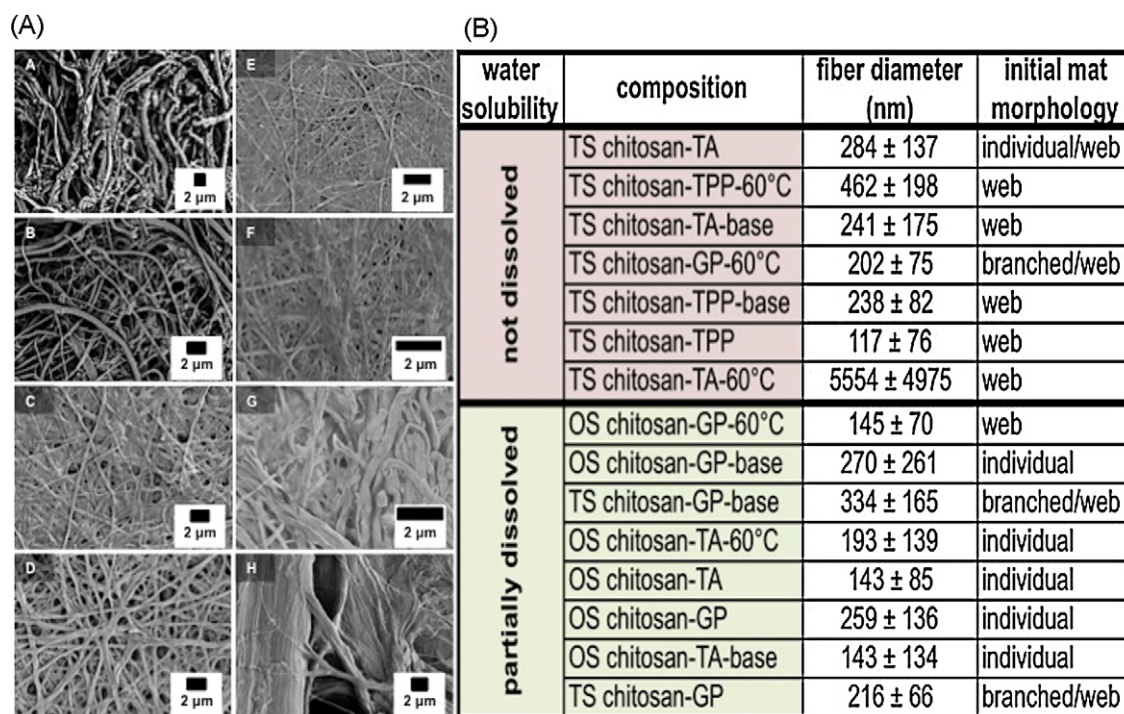 (A)
(B)
A
2 µm
B
2 µm
C
2 µm
D
2 µm
E
2 µm
F
2 µm
G
2 µm
H
2 µm
water solubility composition fiber diameter (nm) initial mat morphology
not dissolved
TS chitosan-TA 284 ± 137 individual/web
TS chitosan-TPP-60°C 462 ± 198 web
TS chitosan-TA-base 241 ± 175 web
TS chitosan-GP-60°C 202 ± 75 branched/web
TS chitosan-TPP-base 238 ± 82 web
TS chitosan-TPP 117 ± 76 web
TS chitosan-TA-60°C 5554 ± 4975 web
partially dissolved
OS chitosan-GP-60°C 145 ± 70 web
OS chitosan-GP-base 270 ± 261 individual
TS chitosan-GP-base 334 ± 165 branched/web
OS chitosan-TA-60°C 193 ± 139 individual
OS chitosan-TA 143 ± 85 individual
OS chitosan-GP 259 ± 136 individual
OS chitosan-TA-base 143 ± 134 individual
TS chitosan-GP 216 ± 66 branched/web